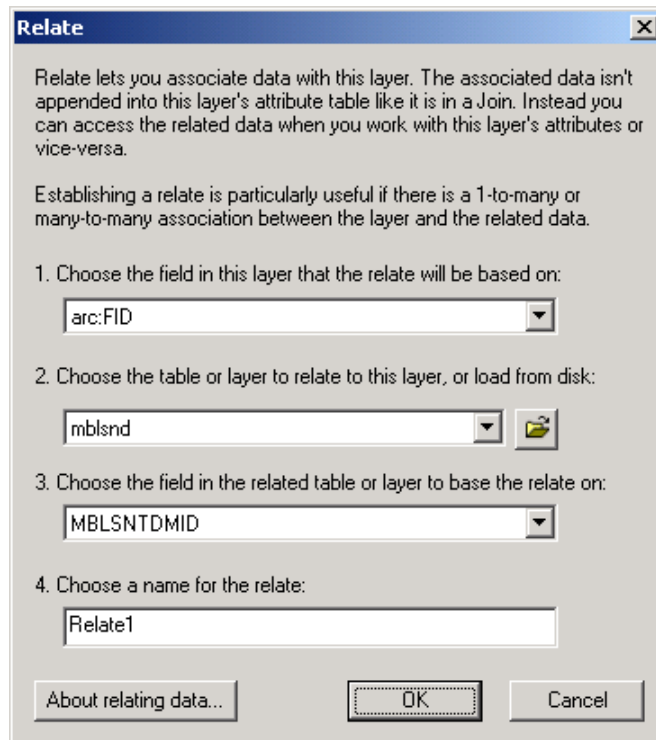 Relate
Relate lets you associate data with this layer. The associated data isn't
appended into this layer's attribute table like it is in a Join. Instead you
can access the related data when you work with this layer's attributes or
vice-versa.
Establishing a relate is particularly useful if there is a 1-to-many or
many-to-many association between the layer and the related data.
1. Choose the field in this layer that the relate will be based on:
arc:FID
2. Choose the table or layer to relate to this layer, or load from disk:
mblsnd
3. Choose the field in the related table or layer to base the relate on:
MBLSNTDMID
4. Choose a name for the relate:
Relate1
About relating data... OK Cancel